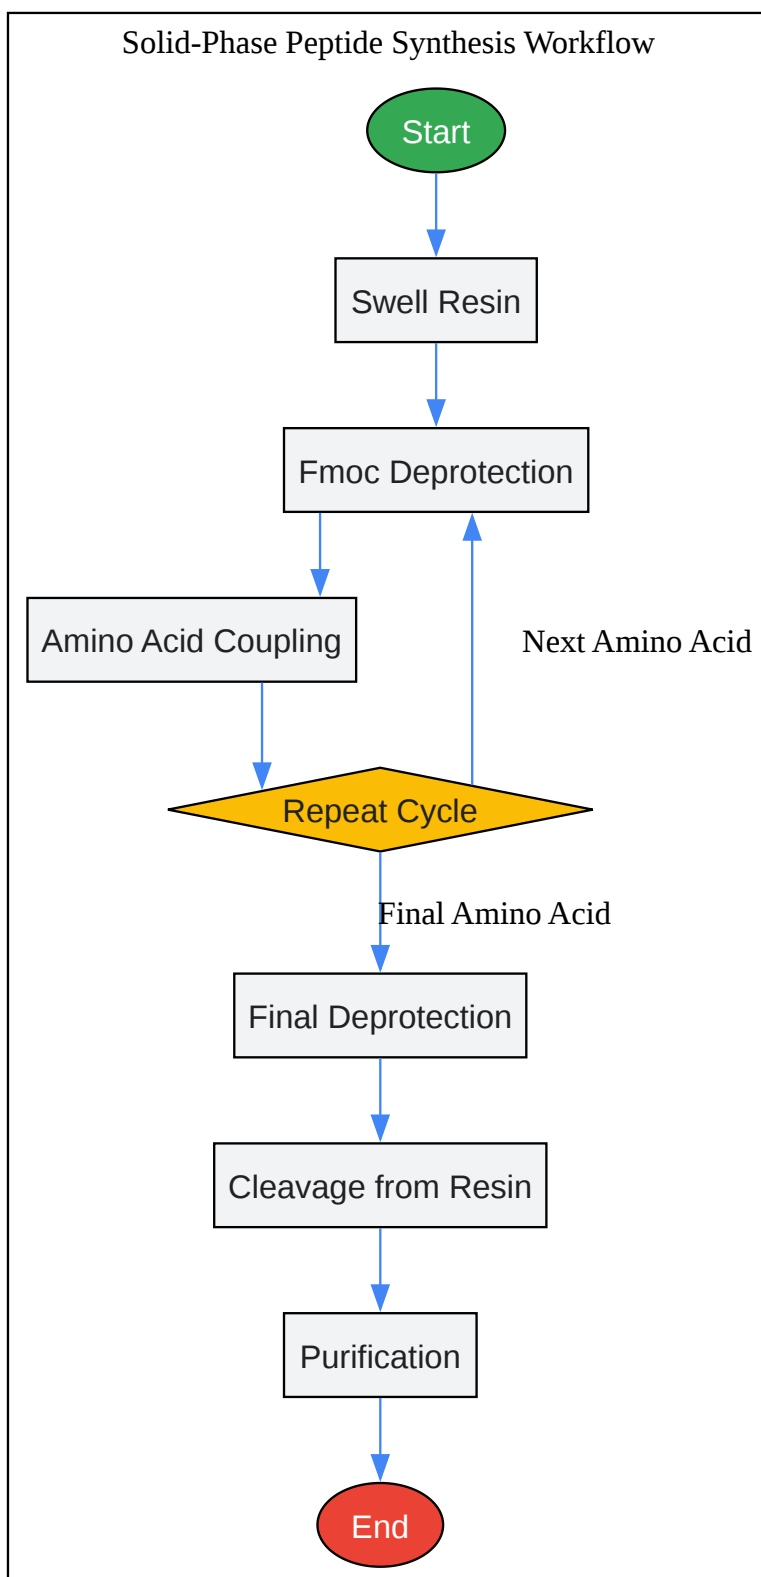 Solid-Phase Peptide Synthesis Workflow
Start
Swell Resin
Fmoc Deprotection
Amino Acid Coupling
Next Amino Acid
Repeat Cycle
Final Amino Acid
Final Deprotection
Cleavage from Resin
Purification
End